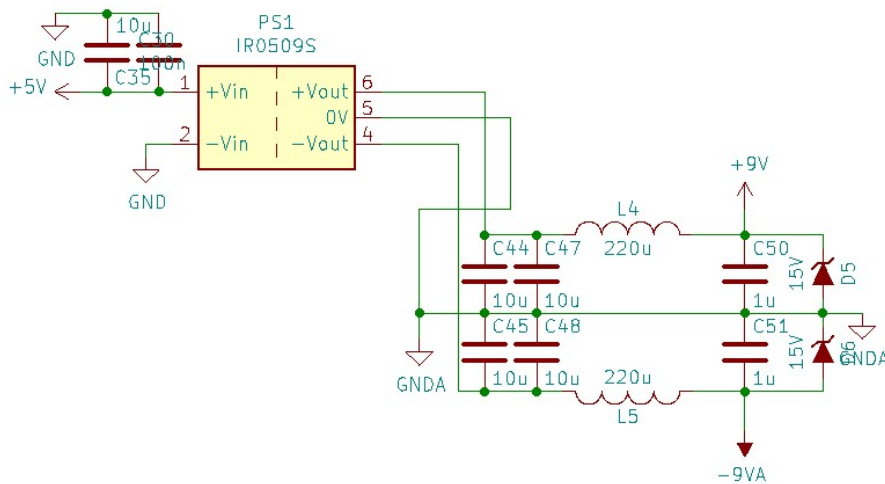 PS1
IR0509S
10u
C30
100n
C35
GND
+5V
1
+Vin
+Vout
6
0V
5
2
-Vin
-Vout
4
GND
+9V
L4
220u
C44
C47
C50
15V
D5
10u
10u
1u
C45
C48
C51
15V
D6
GNDA
GNDA
10u
10u
220u
1u
L5
-9VA